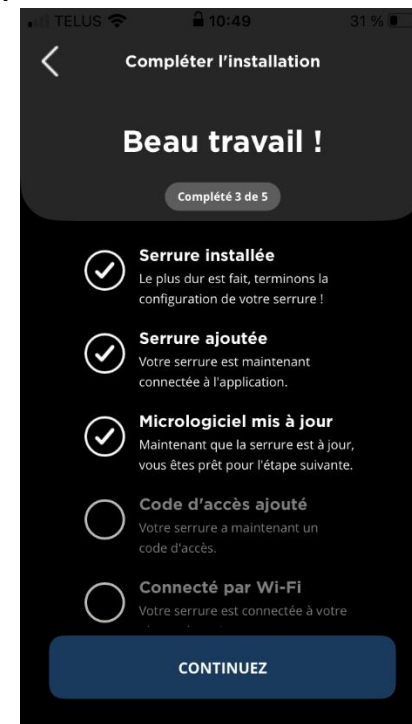 TELUS 10:49 31 %
Compléter l'installation
Beau travail !
Complété 3 de 5
Serrure installée
Le plus dur est fait, terminons la
configuration de votre serrure !
Serrure ajoutée
Votre serrure est maintenant
connectée à l'application.
Micrologiciel mis à jour
Maintenant que la serrure est à jour,
vous êtes prêt pour l'étape suivante.
Code d'accès ajouté
Votre serrure a maintenant un
code d'accès.
Connecté par Wi-Fi
Votre serrure est connectée à votre
CONTINUEZ